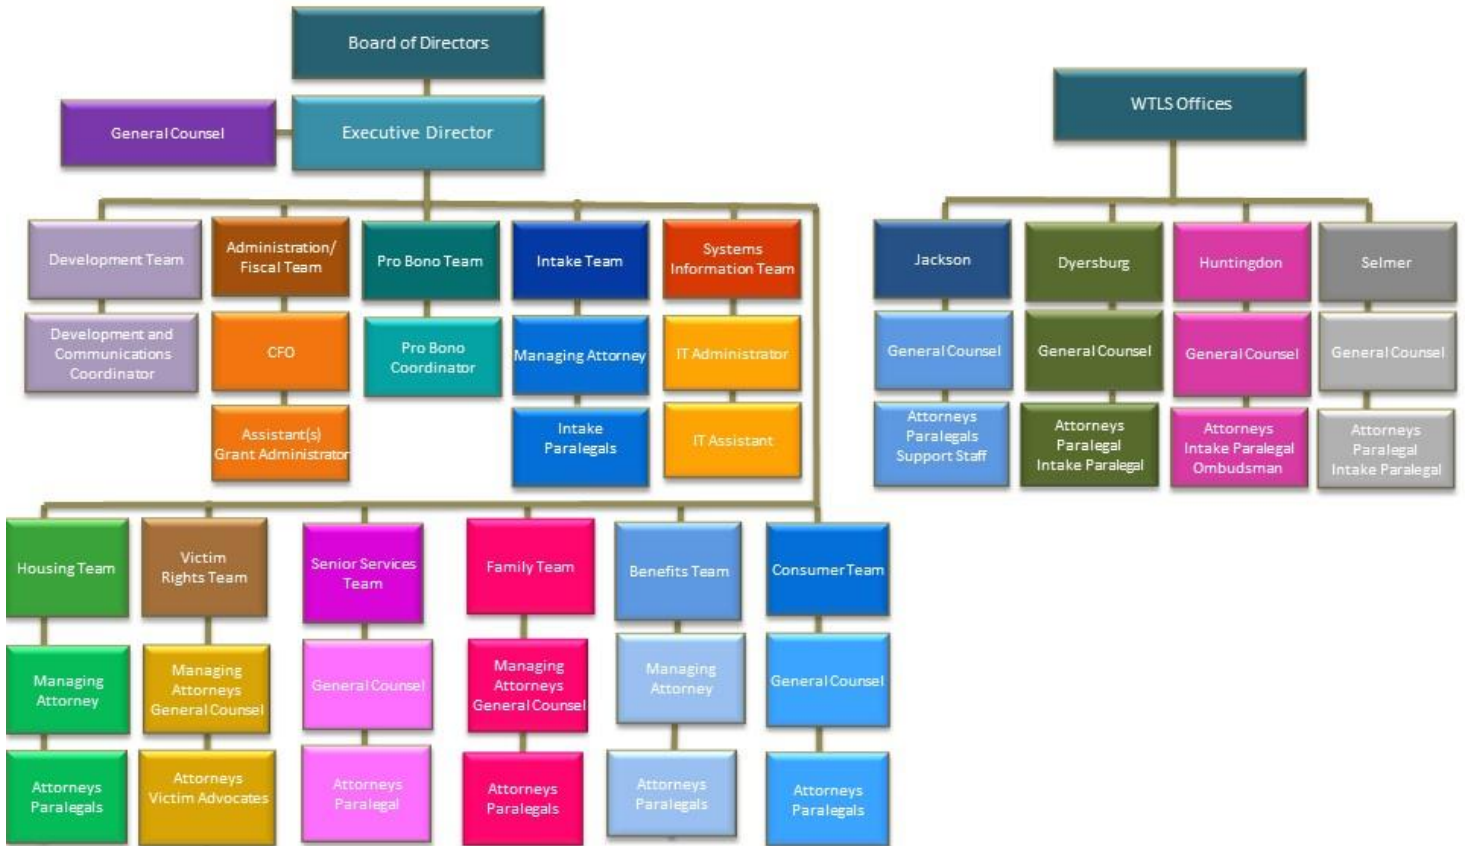 Board of Directors
General Counsel
Executive Director
Development Team
Administration/
Fiscal Team
Pro Bono Team
Intake Team
Systems
Information Team
Development and
Communications
Coordinator
CFO
Pro Bono
Coordinator
Managing Attorney
IT Administrator
Assistant(s)
Grant Administrator
Intake
Paralegals
IT Assistant
Housing Team
Victim
Rights Team
Senior Services
Team
Family Team
Benefits Team
Consumer Team
Managing
Attorney
Managing
Attorneys
General Counsel
General Counsel
Managing
Attorneys
General Counsel
Managing
Attorney
General Counsel
Attorneys
Paralegals
Attorneys
Victim Advocates
Attorneys
Paralegal
Attorneys
Paralegals
Attorneys
Paralegals
Attorneys
Paralegals
WTLS Offices
Jackson
Dyersburg
Huntingdon
Selmer
General Counsel
General Counsel
General Counsel
General Counsel
Attorneys
Paralegals
Support Staff
Attorneys
Paralegal
Intake Paralegal
Attorneys
Intake Paralegal
Ombudsman
Attorneys
Paralegal
Intake Paralegal